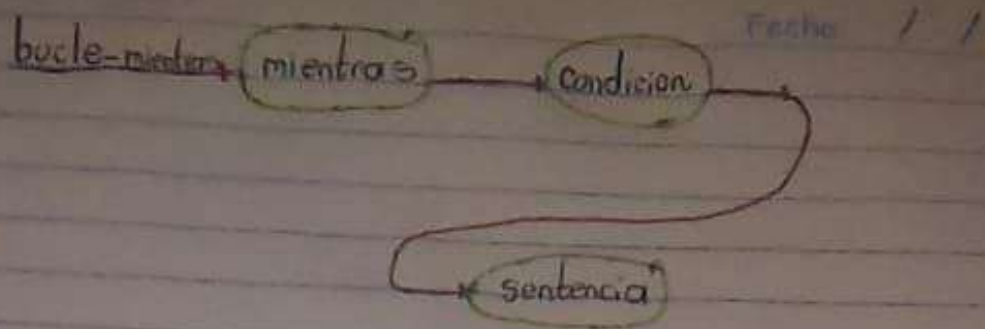 Fecha / /
bucle-mientras mientras condicion
sentencia